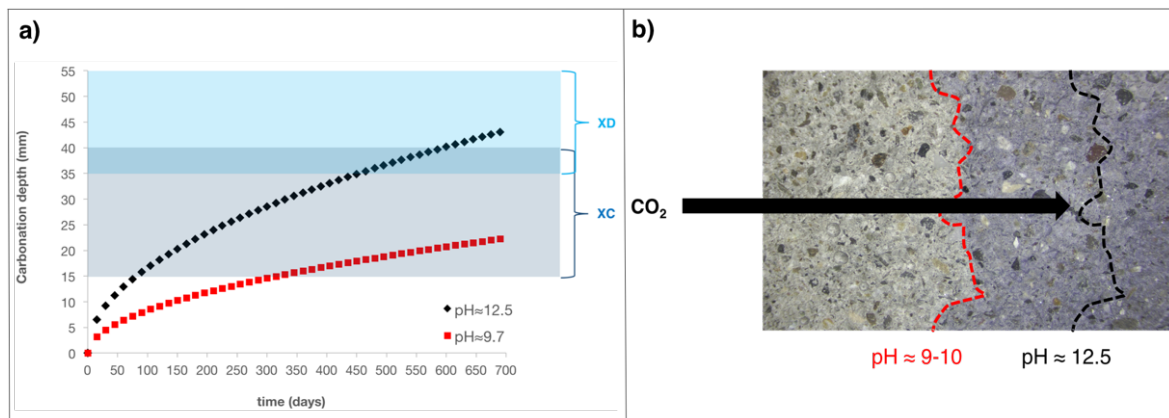 a)
Carbonation depth (mm)
55
50
45
40
35
30
25
20
15
10
5
0
0 50 100 150 200 250 300 350 400 450 500 550 600 650 700
time (days)
pH≈12.5
pH≈9.7
XD
XC
b)
CO₂
pH ≈ 9-10
pH ≈ 12.5